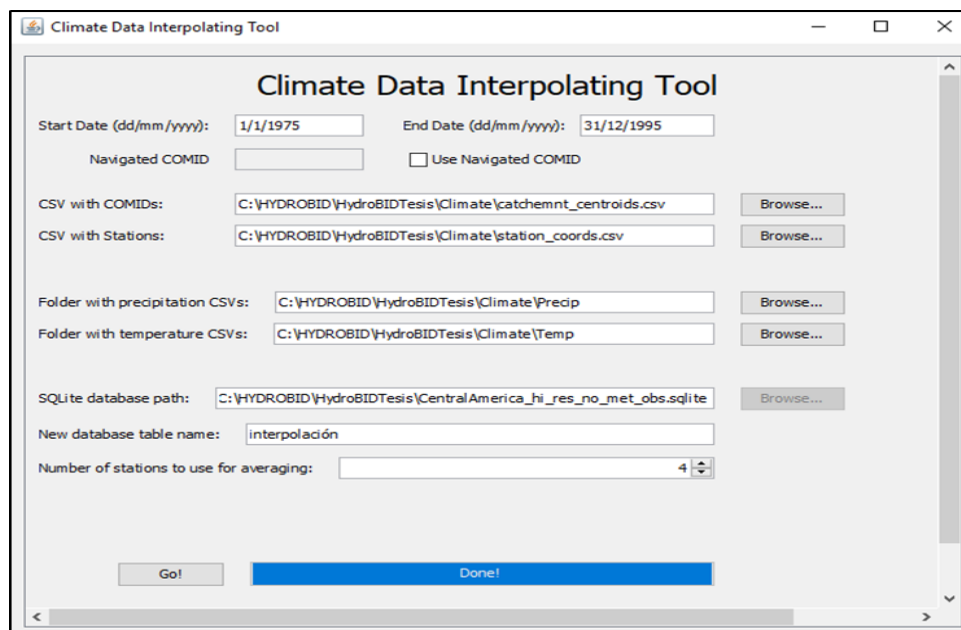 Climate Data Interpolating Tool
Climate Data Interpolating Tool
Start Date (dd/mm/yyyy): 1/1/1975 End Date (dd/mm/yyyy): 31/12/1995
Navigated COMID Use Navigated COMID
CSV with COMIDs: C:\HYDROBID\HydroBIDTesis\Climate\catchemnt_centroids.csv Browse...
CSV with Stations: C:\HYDROBID\HydroBIDTesis\Climate\station_coords.csv Browse...
Folder with precipitation CSVs: C:\HYDROBID\HydroBIDTesis\Climate\Precip Browse...
Folder with temperature CSVs: C:\HYDROBID\HydroBIDTesis\Climate\Temp Browse...
SQLite database path: C:\HYDROBID\HydroBIDTesis\CentralAmerica_hi_res_no_met_obs.sqlite Browse...
New database table name: interpolación
Number of stations to use for averaging: 4
Go! Done!